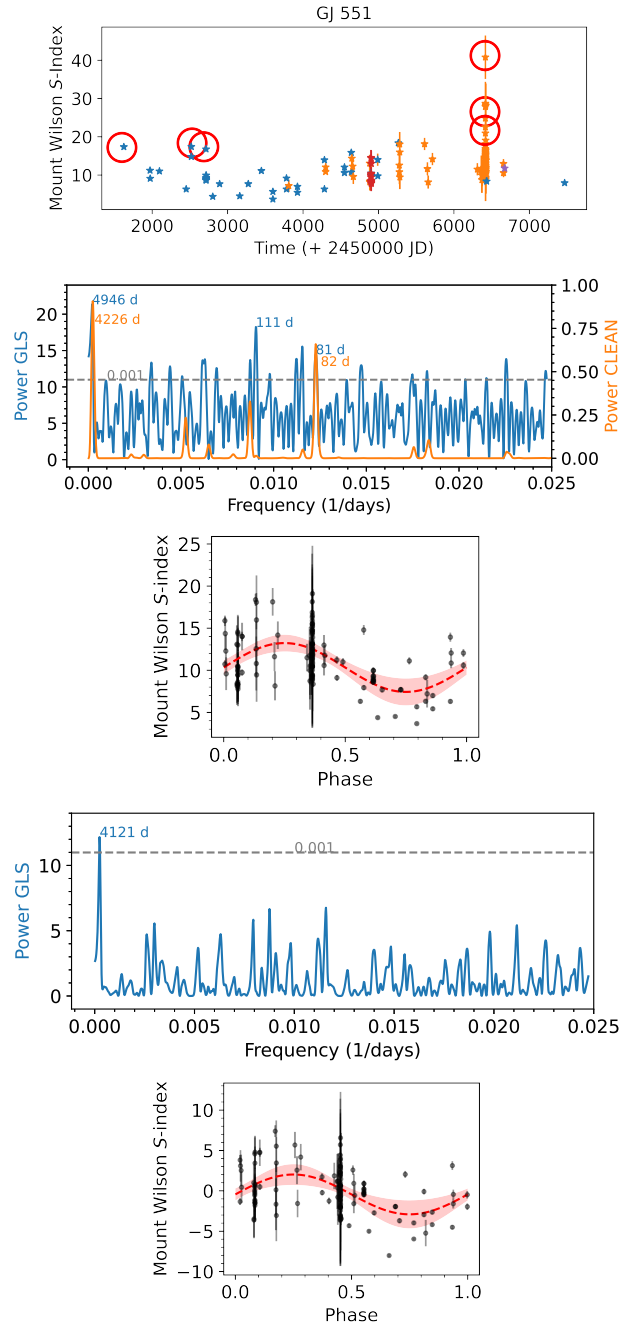 GJ 551
Mount Wilson S-Index
40
30
20
10
2000 3000 4000 5000 6000 7000
Time (+ 2450000 JD)
Power GLS
20
15
10
5
0
4946 d
4226 d
0.001
111 d
81 d
82 d
1.00
0.75
0.50
0.25
0.00
Power CLEAN
0.000 0.005 0.010 0.015 0.020 0.025
Frequency (1/days)
Mount Wilson S-index
25
20
15
10
5
0.0 0.5 1.0
Phase
Power GLS
10
5
0
4121 d
0.001
0.000 0.005 0.010 0.015 0.020 0.025
Frequency (1/days)
Mount Wilson S-index
10
5
0
−5
−10
0.0 0.5 1.0
Phase